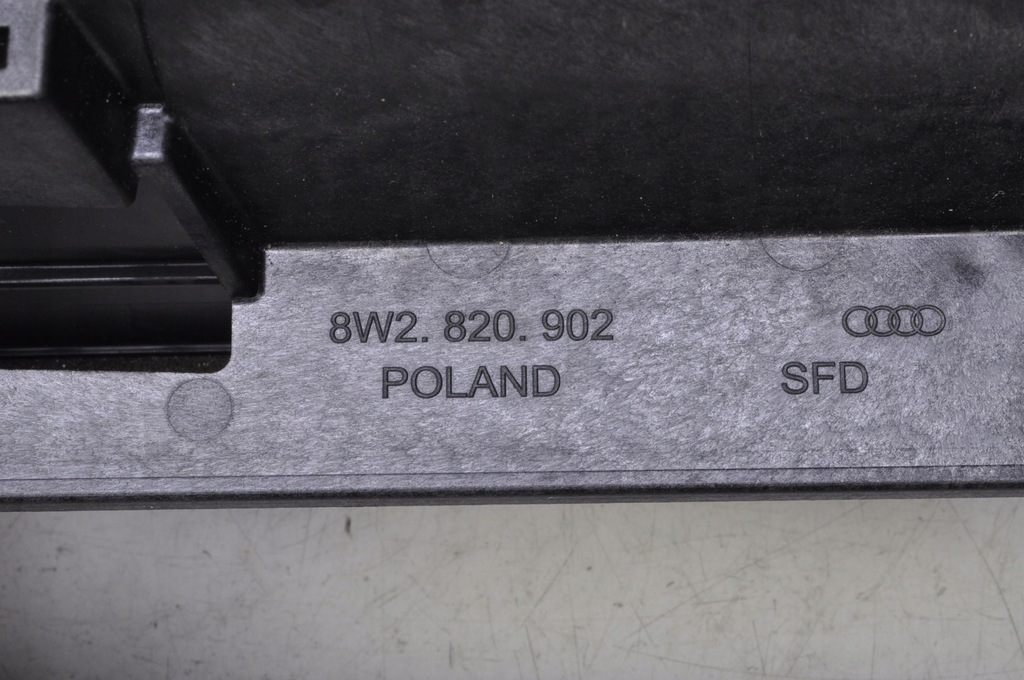 8W2. 820. 902
POLAND
SFD